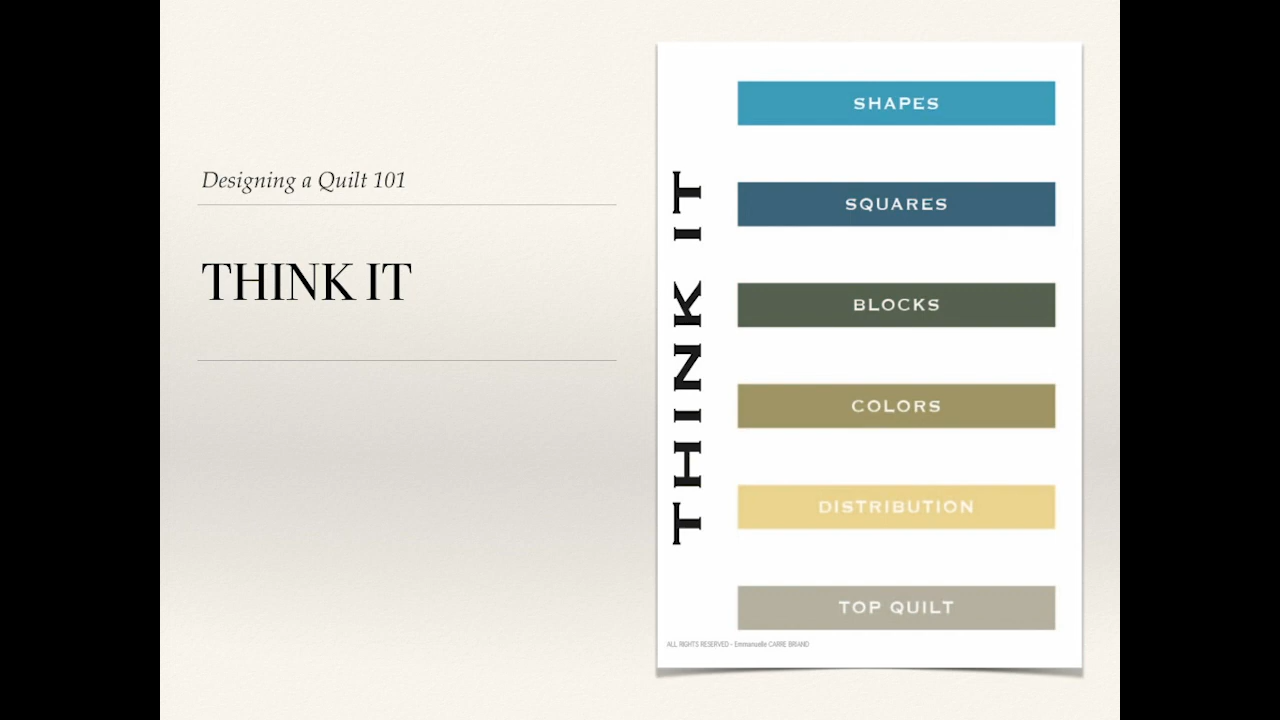 Designing a Quilt 101
THINK IT
THINK IT
SHAPES
SQUARES
BLOCKS
COLORS
DISTRIBUTION
TOP QUILT
ALL RIGHTS RESERVED - Emmanuelle CARRE BRIAND